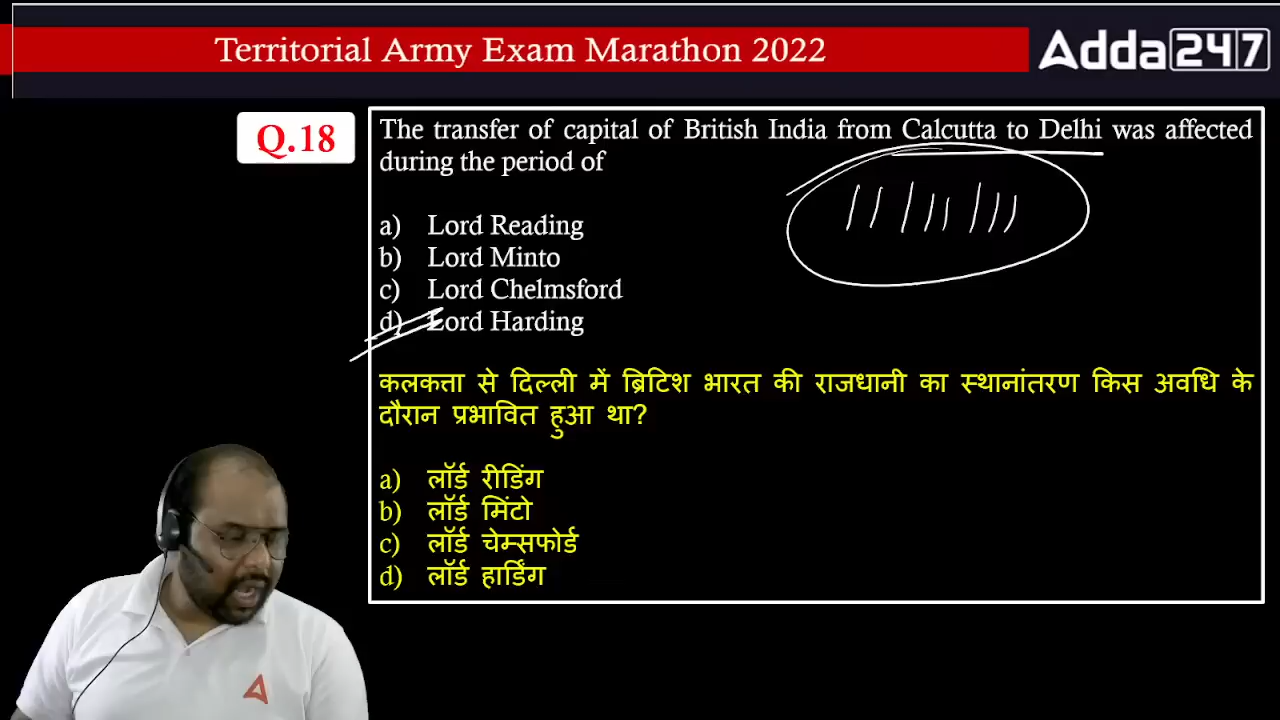 Territorial Army Exam Marathon 2022
Adda247
Q.18
The transfer of capital of British India from Calcutta to Delhi was affected
during the period of
a) Lord Reading
b) Lord Minto
c) Lord Chelmsford
d) Lord Harding
कलकत्ता से दिल्ली में ब्रिटिश भारत की राजधानी का स्थानांतरण किस अवधि के
दौरान प्रभावित हुआ था?
a) लॉर्ड रीडिंग
b) लॉर्ड मिंटो
c) लॉर्ड चेम्सफोर्ड
d) लॉर्ड हार्डिंग